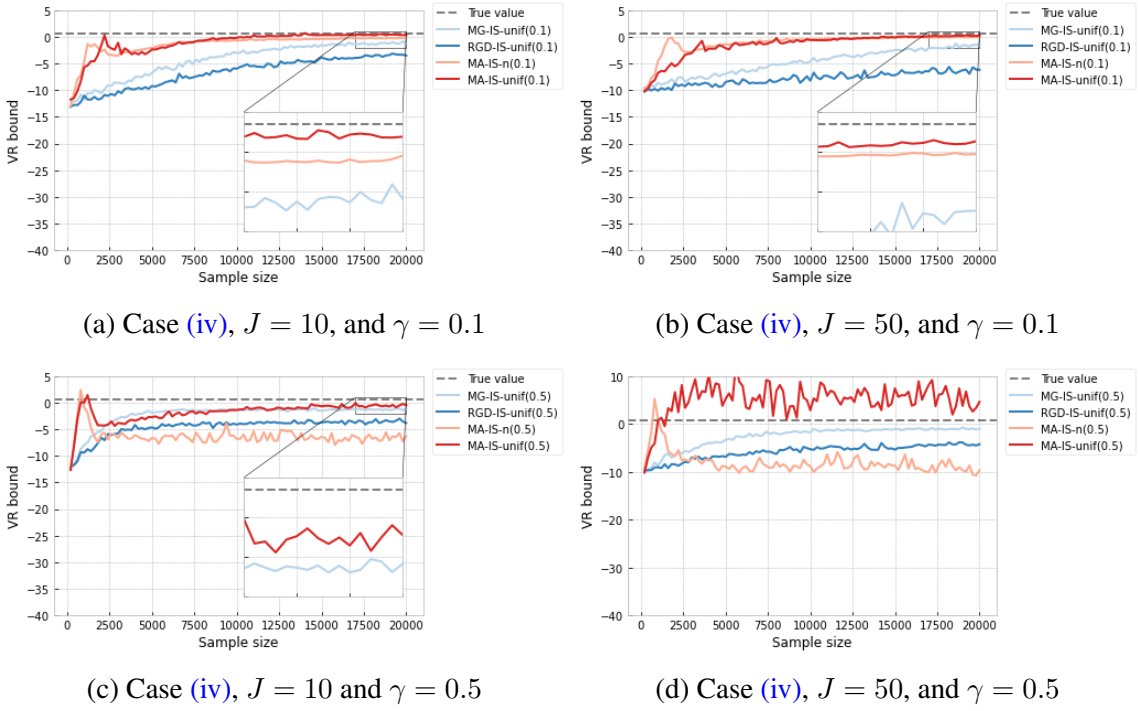 5
0
−5
−10
−15
−20
−25
−30
−35
−40
VR bound
0 2500 5000 7500 10000 12500 15000 17500 20000
Sample size
True value
MG-IS-unif(0.1)
RGD-IS-unif(0.1)
MA-IS-n(0.1)
MA-IS-unif(0.1)
(a) Case (iv), J = 10, and γ = 0.1
5
0
−5
−10
−15
−20
−25
−30
−35
−40
VR bound
0 2500 5000 7500 10000 12500 15000 17500 20000
Sample size
True value
MG-IS-unif(0.1)
RGD-IS-unif(0.1)
MA-IS-n(0.1)
MA-IS-unif(0.1)
(b) Case (iv), J = 50, and γ = 0.1
5
0
−5
−10
−15
−20
−25
−30
−35
−40
VR bound
0 2500 5000 7500 10000 12500 15000 17500 20000
Sample size
True value
MG-IS-unif(0.5)
RGD-IS-unif(0.5)
MA-IS-n(0.5)
MA-IS-unif(0.5)
(c) Case (iv), J = 10 and γ = 0.5
10
0
−10
−20
−30
−40
VR bound
0 2500 5000 7500 10000 12500 15000 17500 20000
Sample size
True value
MG-IS-unif(0.5)
RGD-IS-unif(0.5)
MA-IS-n(0.5)
MA-IS-unif(0.5)
(d) Case (iv), J = 50, and γ = 0.5